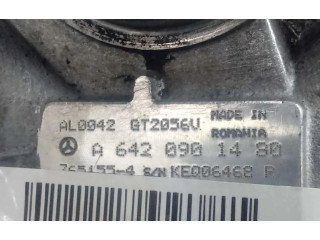 AL0042 GT2056V MADE IN
ROMANIA
A 642 090 14 80
765155-4 S/N KE006468 P